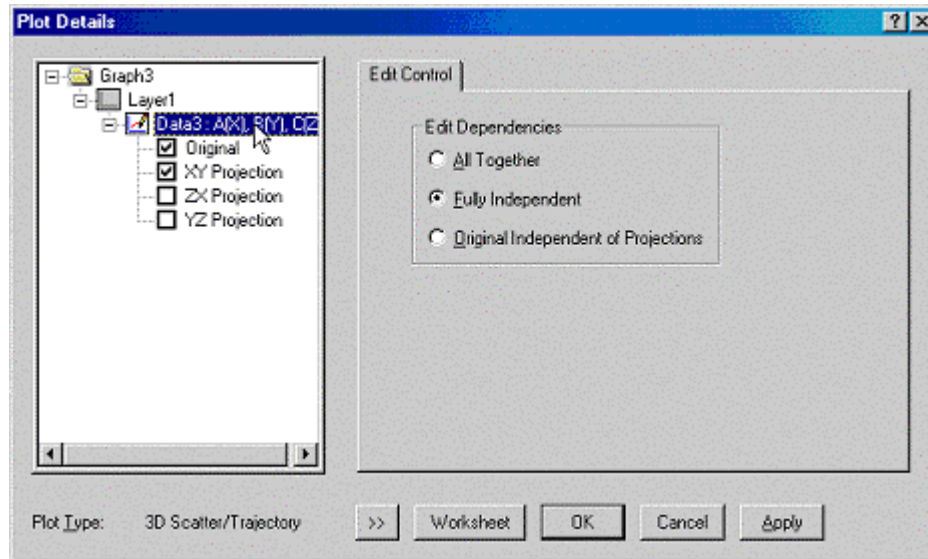 Plot Details
Graph3
Layer1
Data3 : A(X), B(Y), C(Z
Original
XY Projection
ZX Projection
YZ Projection
Edit Control
Edit Dependencies
All Together
Fully Independent
Original Independent of Projections
Plot Type: 3D Scatter/Trajectory >> Worksheet OK Cancel Apply